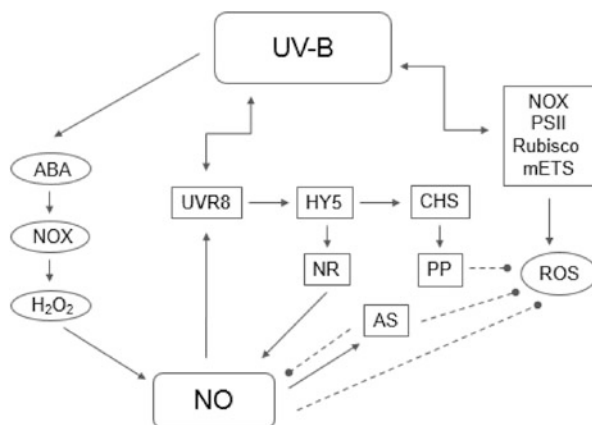 UV-B
NOX
PSII
Rubisco
mETS
ABA
UVR8
HY5
CHS
NOX
NR
PP
ROS
H₂O₂
AS
NO